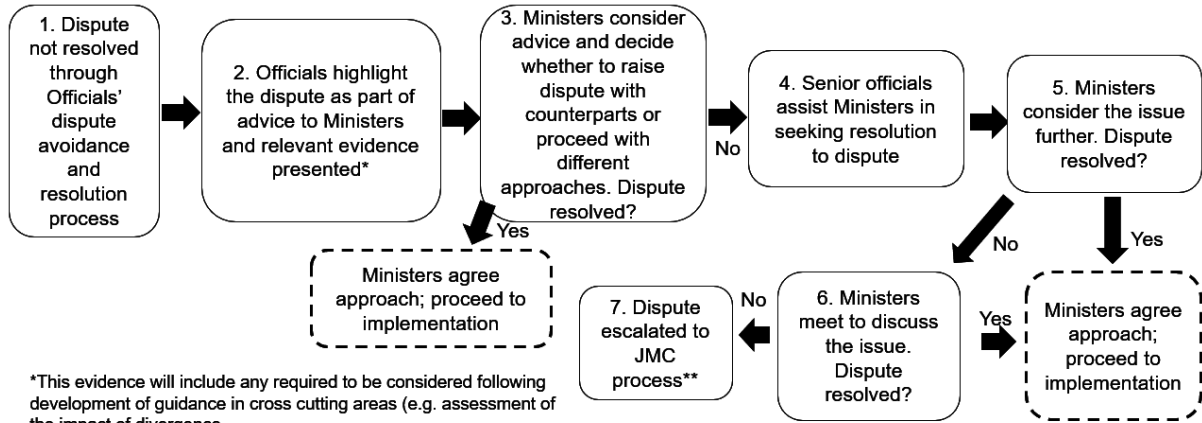 1. Dispute
not resolved
through
Officials'
dispute
avoidance
and
resolution
process
2. Officials highlight
the dispute as part of
advice to Ministers
and relevant evidence
presented*
3. Ministers consider
advice and decide
whether to raise
dispute with
counterparts or
proceed with
different
approaches. Dispute
resolved?
No
4. Senior officials
assist Ministers in
seeking resolution
to dispute
5. Ministers
consider the issue
further. Dispute
resolved?
Yes
Ministers agree
approach; proceed to
implementation
No
Yes
7. Dispute
escalated to
JMC
process**
No
6. Ministers
meet to discuss
the issue.
Dispute
resolved?
Yes
Ministers agree
approach;
proceed to
implementation
*This evidence will include any required to be considered following
development of guidance in cross cutting areas (e.g. assessment of
the impact of divergence